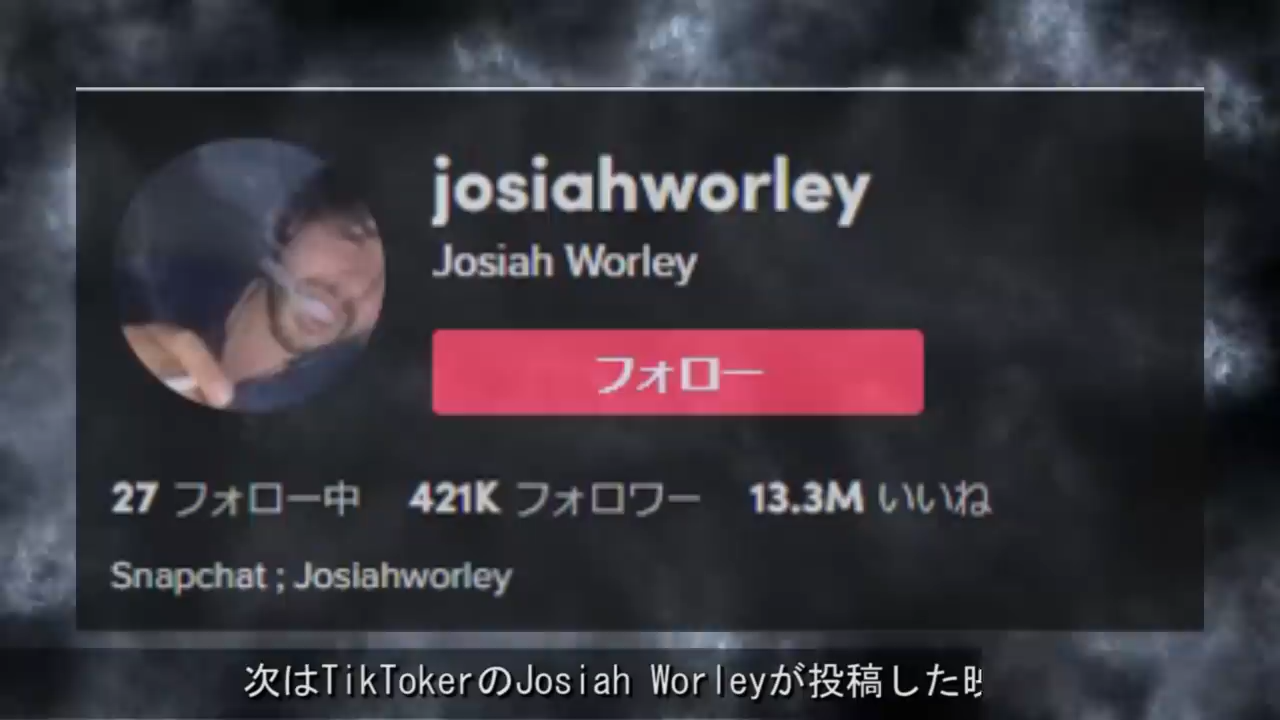 josiahworley
Josiah Worley
フォロー
27 フォロー中 421K フォロワー 13.3M いいね
Snapchat ; Josiahworley
次はTikTokerのJosiah Worleyが投稿した